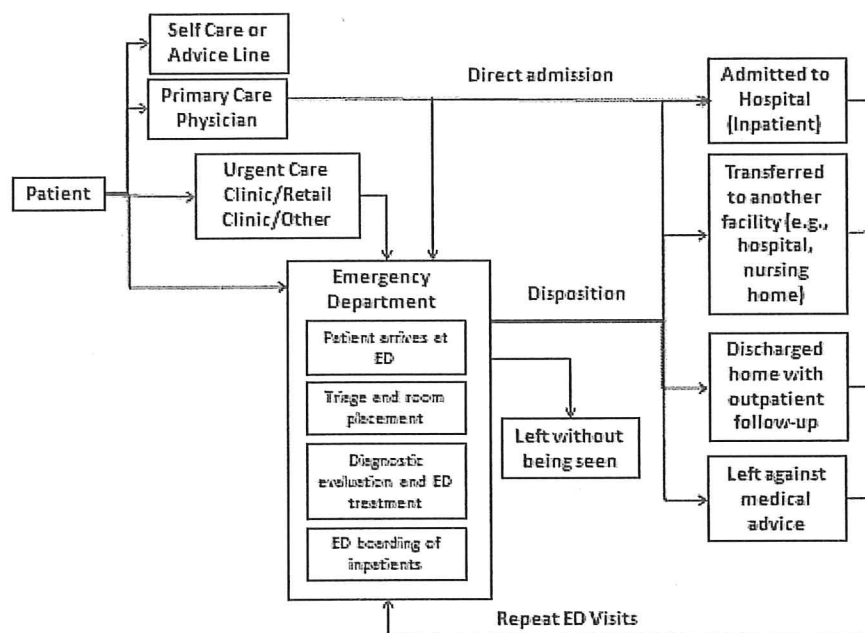 Self Care or
Advice Line
Primary Care
Physician
Direct admission
Admitted to
Hospital
(Inpatient)
Patient
Urgent Care
Clinic/Retail
Clinic/Other
Transferred to
another
facility (e.g.,
hospital,
nursing
home)
Emergency
Department
Disposition
Patient arrives at
ED
Triage and room
placement
Diagnostic
evaluation and ED
treatment
ED boarding of
inpatients
Left without
being seen
Discharged
home with
outpatient
follow-up
Left against
medical
advice
Repeat ED Visits